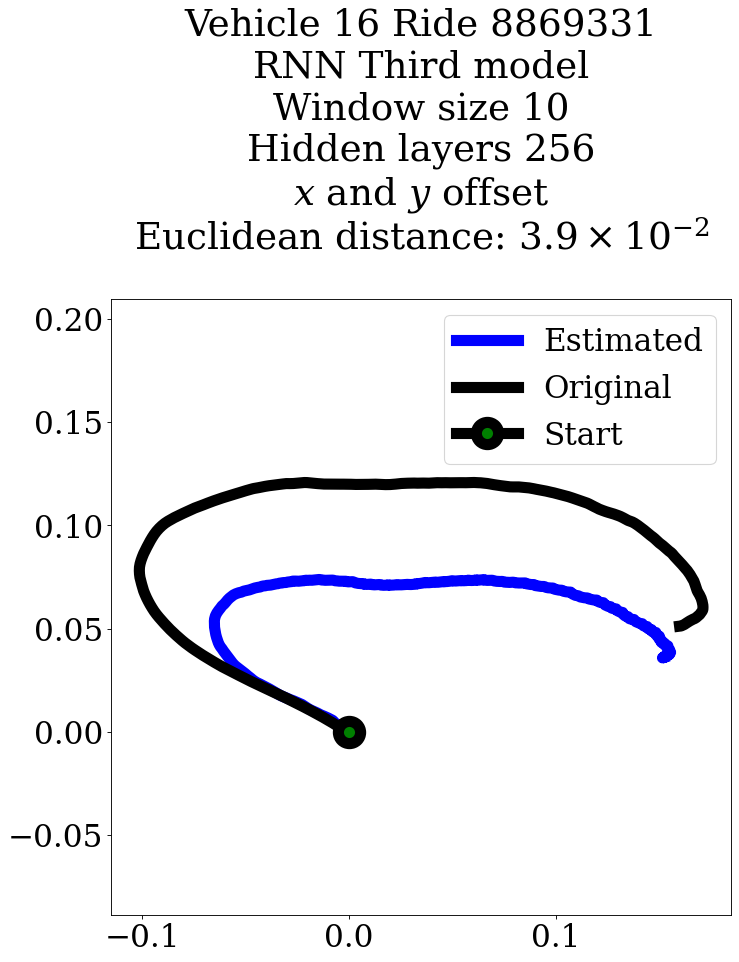 Vehicle 16 Ride 8869331
RNN Third model
Window size 10
Hidden layers 256
x and y offset
Euclidean distance: 3.9 × 10⁻²
Estimated
Original
Start
0.20
0.15
0.10
0.05
0.00
−0.05
−0.1
0.0
0.1